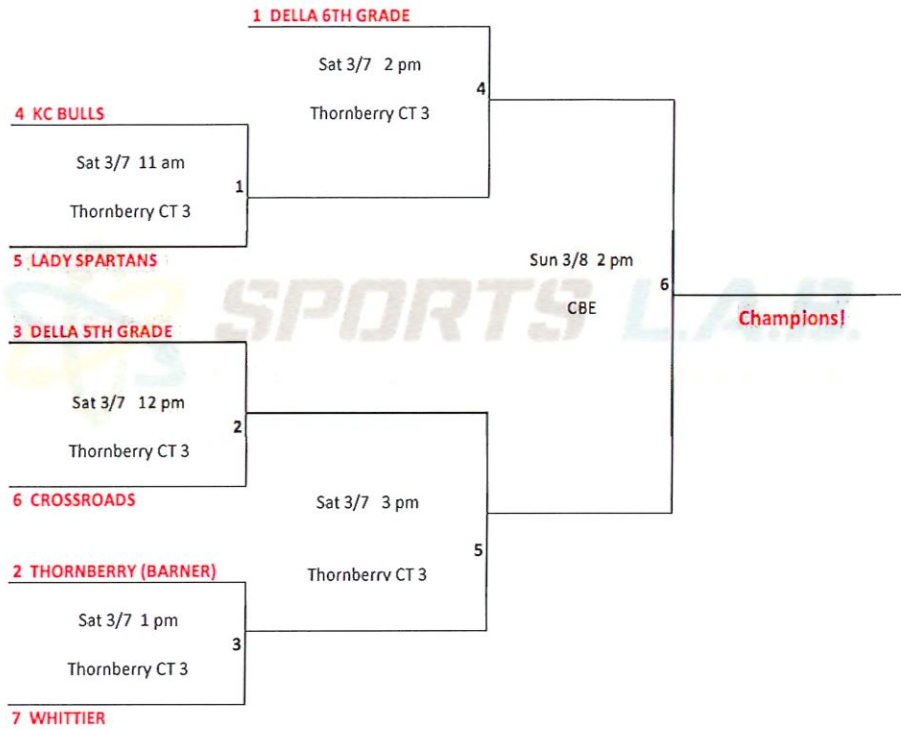 1 DELLA 6TH GRADE
Sat 3/7 2 pm
4
Thornberry CT 3
4 KC BULLS
Sat 3/7 11 am
1
Thornberry CT 3
5 LADY SPARTANS
Sun 3/8 2 pm
6
CBE
SPORTS L.A.B.
Champions!
3 DELLA 5TH GRADE
Sat 3/7 12 pm
2
Thornberry CT 3
6 CROSSROADS
Sat 3/7 3 pm
5
Thornberry CT 3
2 THORNBERRY (BARNER)
Sat 3/7 1 pm
3
Thornberry CT 3
7 WHITTIER